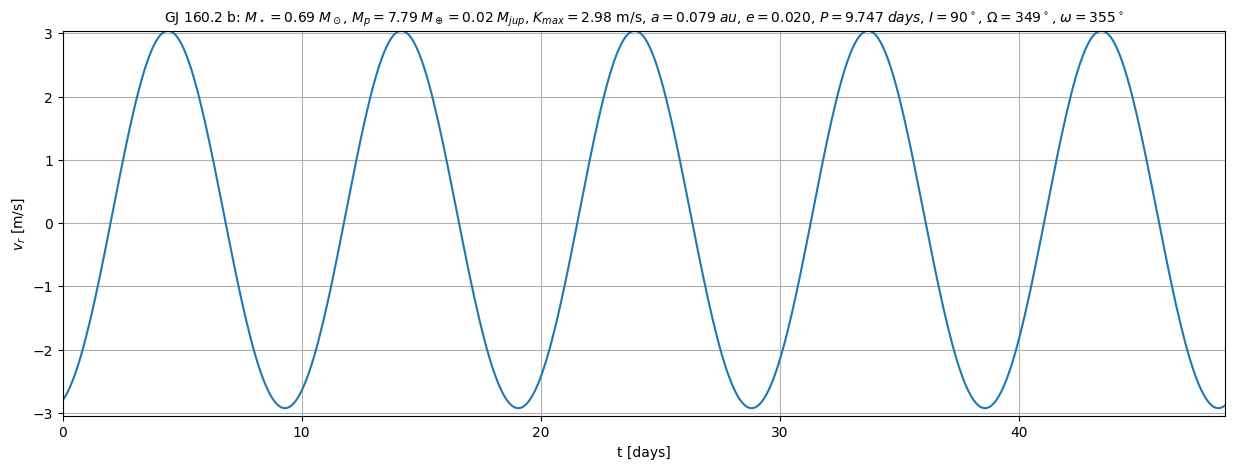 GJ 160.2 b: M⋆ = 0.69 M⊙, Mp = 7.79 M⊕ = 0.02 Mjup, Kmax = 2.98 m/s, a = 0.079 au, e = 0.020, P = 9.747 days, I = 90°, Ω = 349°, ω = 355°
3
2
1
0
−1
−2
−3
vr [m/s]
0 10 20 30 40
t [days]